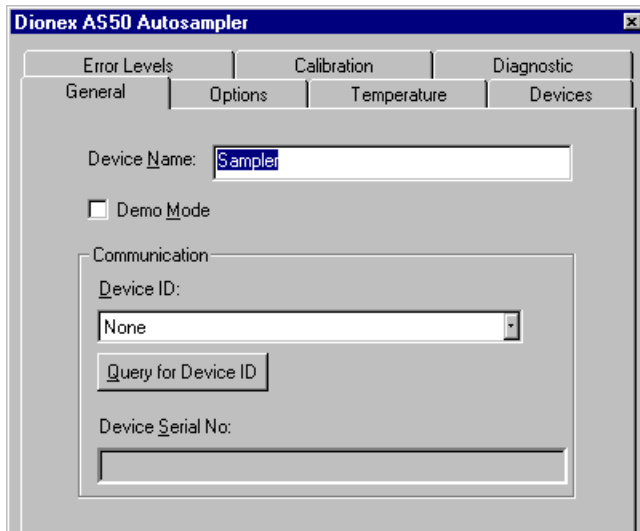 Dionex AS50 Autosampler
Error Levels Calibration Diagnostic
General Options Temperature Devices
Device Name: Sampler
Demo Mode
Communication
Device ID:
None
Query for Device ID
Device Serial No: